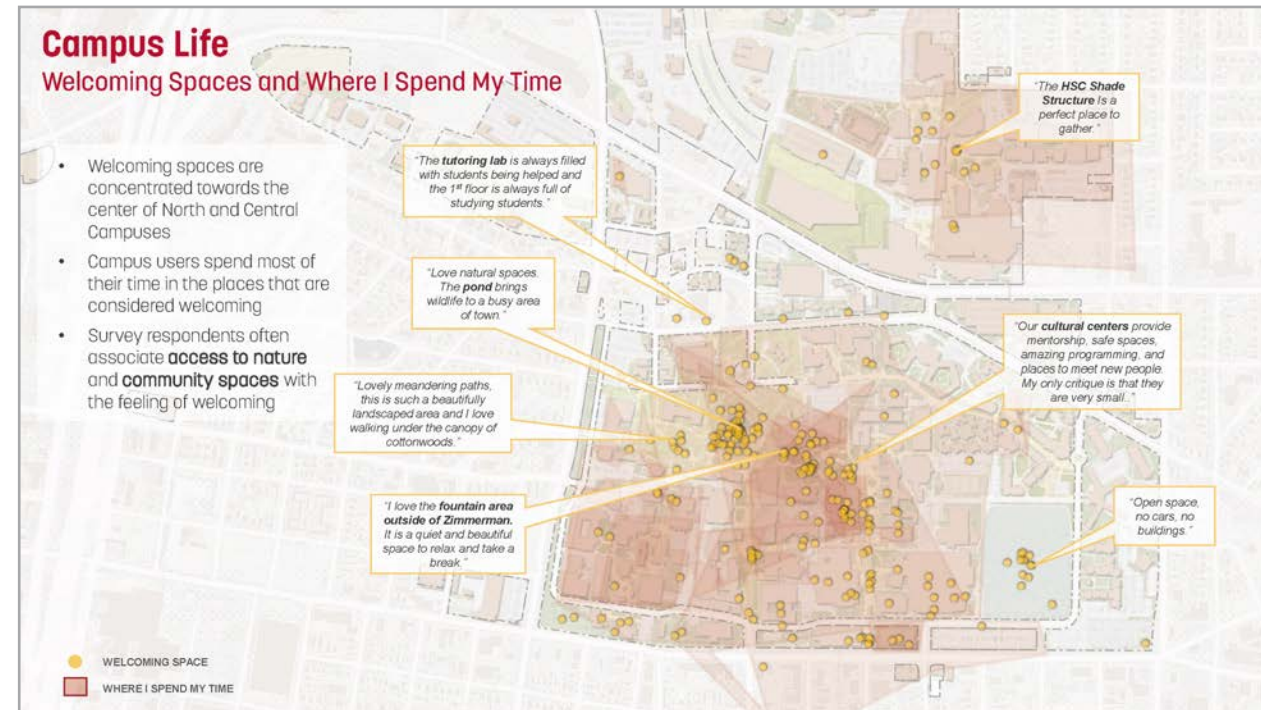 Campus Life
Welcoming Spaces and Where I Spend My Time
• Welcoming spaces are
concentrated towards the
center of North and Central
Campuses
• Campus users spend most of
their time in the places that are
considered welcoming
• Survey respondents often
associate access to nature
and community spaces with
the feeling of welcoming
"The HSC Shade
Structure Is a
perfect place to
gather."
"The tutoring lab is always filled
with students being helped and
the 1st floor is always full of
studying students."
"Love natural spaces.
The pond brings
wildlife to a busy area
of town."
"Our cultural centers provide
mentorship, safe spaces,
amazing programming, and
places to meet new people.
My only critique is that they
are very small."
"Lovely meandering paths,
this is such a beautifully
landscaped area and I love
walking under the canopy of
cottonwoods."
"I love the fountain area
outside of Zimmerman.
It is a quiet and beautiful
space to relax and take a
break."
"Open space,
no cars, no
buildings."
WELCOMING SPACE
WHERE I SPEND MY TIME